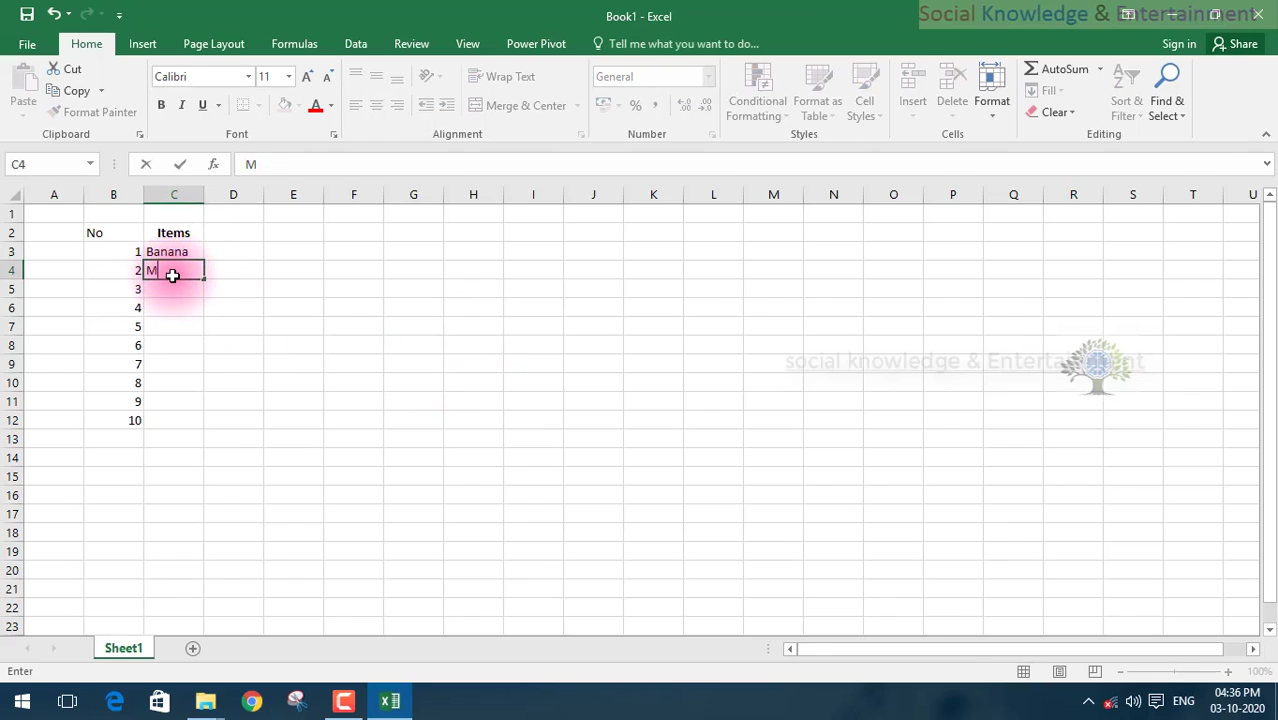 Book1 - Excel
Social Knowledge & Entertainment
File Home Insert Page Layout Formulas Data Review View Power Pivot Tell me what you want to do... Sign in Share
Paste
Cut
Copy
Format Painter
Clipboard
Calibri 11
B I U A
Font
Wrap Text
Merge & Center
Alignment
General
%
Number
Conditional Formatting
Format as Table
Cell Styles
Styles
Insert Delete Format
Cells
AutoSum
Fill
Clear
Sort & Filter
Find & Select
Editing
C4 fx M
A B C D E F G H I J K L M N O P Q R S T U
1
2 No Items
3 1 Banana
4 2 M
5 3
6 4
7 5
8 6
9 7
10 8
11 9
12 10
13
14
15
16
17
18
19
20
21
22
23
social knowledge & Entertainment
Sheet1
Enter 100%
ENG 04:36 PM
03-10-2020